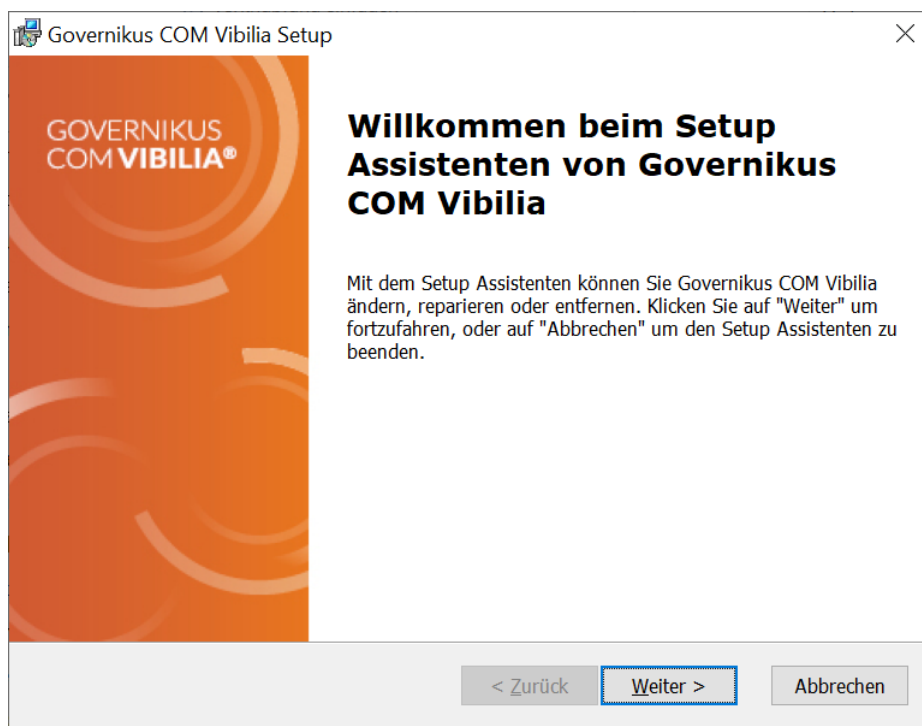 Governikus COM Vibilia Setup
GOVERNIKUS
COM VIBILIA®
Willkommen beim Setup
Assistenten von Governikus
COM Vibilia
Mit dem Setup Assistenten können Sie Governikus COM Vibilia
ändern, reparieren oder entfernen. Klicken Sie auf "Weiter" um
fortzufahren, oder auf "Abbrechen" um den Setup Assistenten zu
beenden.
< Zurück
Weiter >
Abbrechen